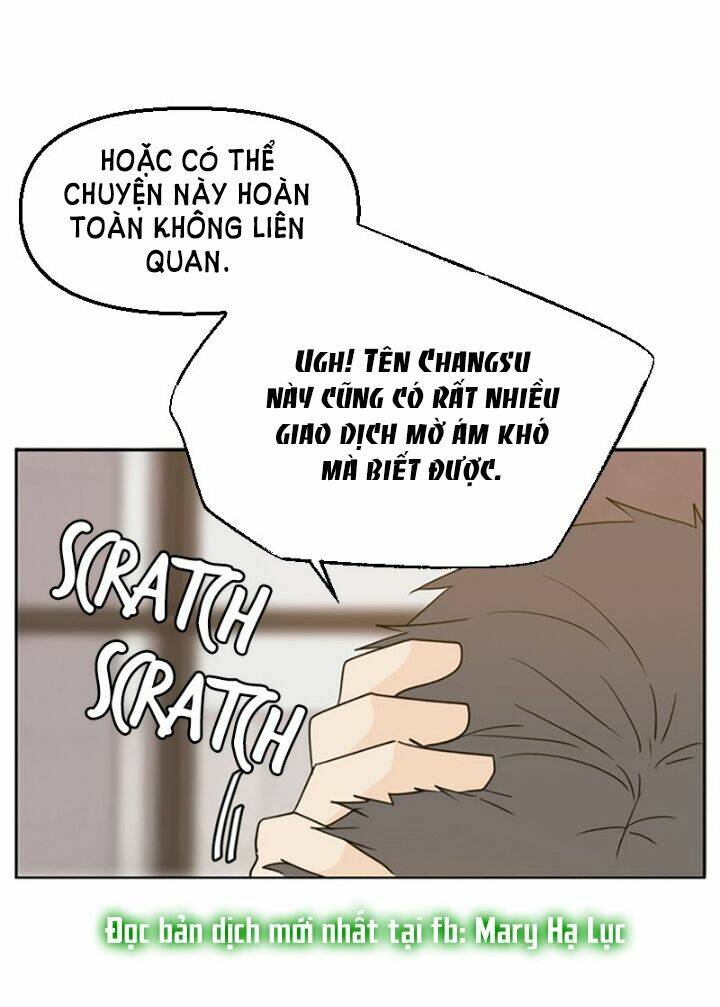 HOẶC CÓ THỂ
CHUYỆN NÀY HOÀN
TOÀN KHÔNG LIÊN
QUAN.
UGH! TÊN CHANGSU
NÀY CŨNG CÓ RẤT NHIỀU
GIAO DỊCH MỜ ÁM KHÓ
MÀ BIẾT ĐƯỢC.
SCRATCH
SCRATCH
Đọc bản dịch mới nhất tại fb: Mary Hạ Lục